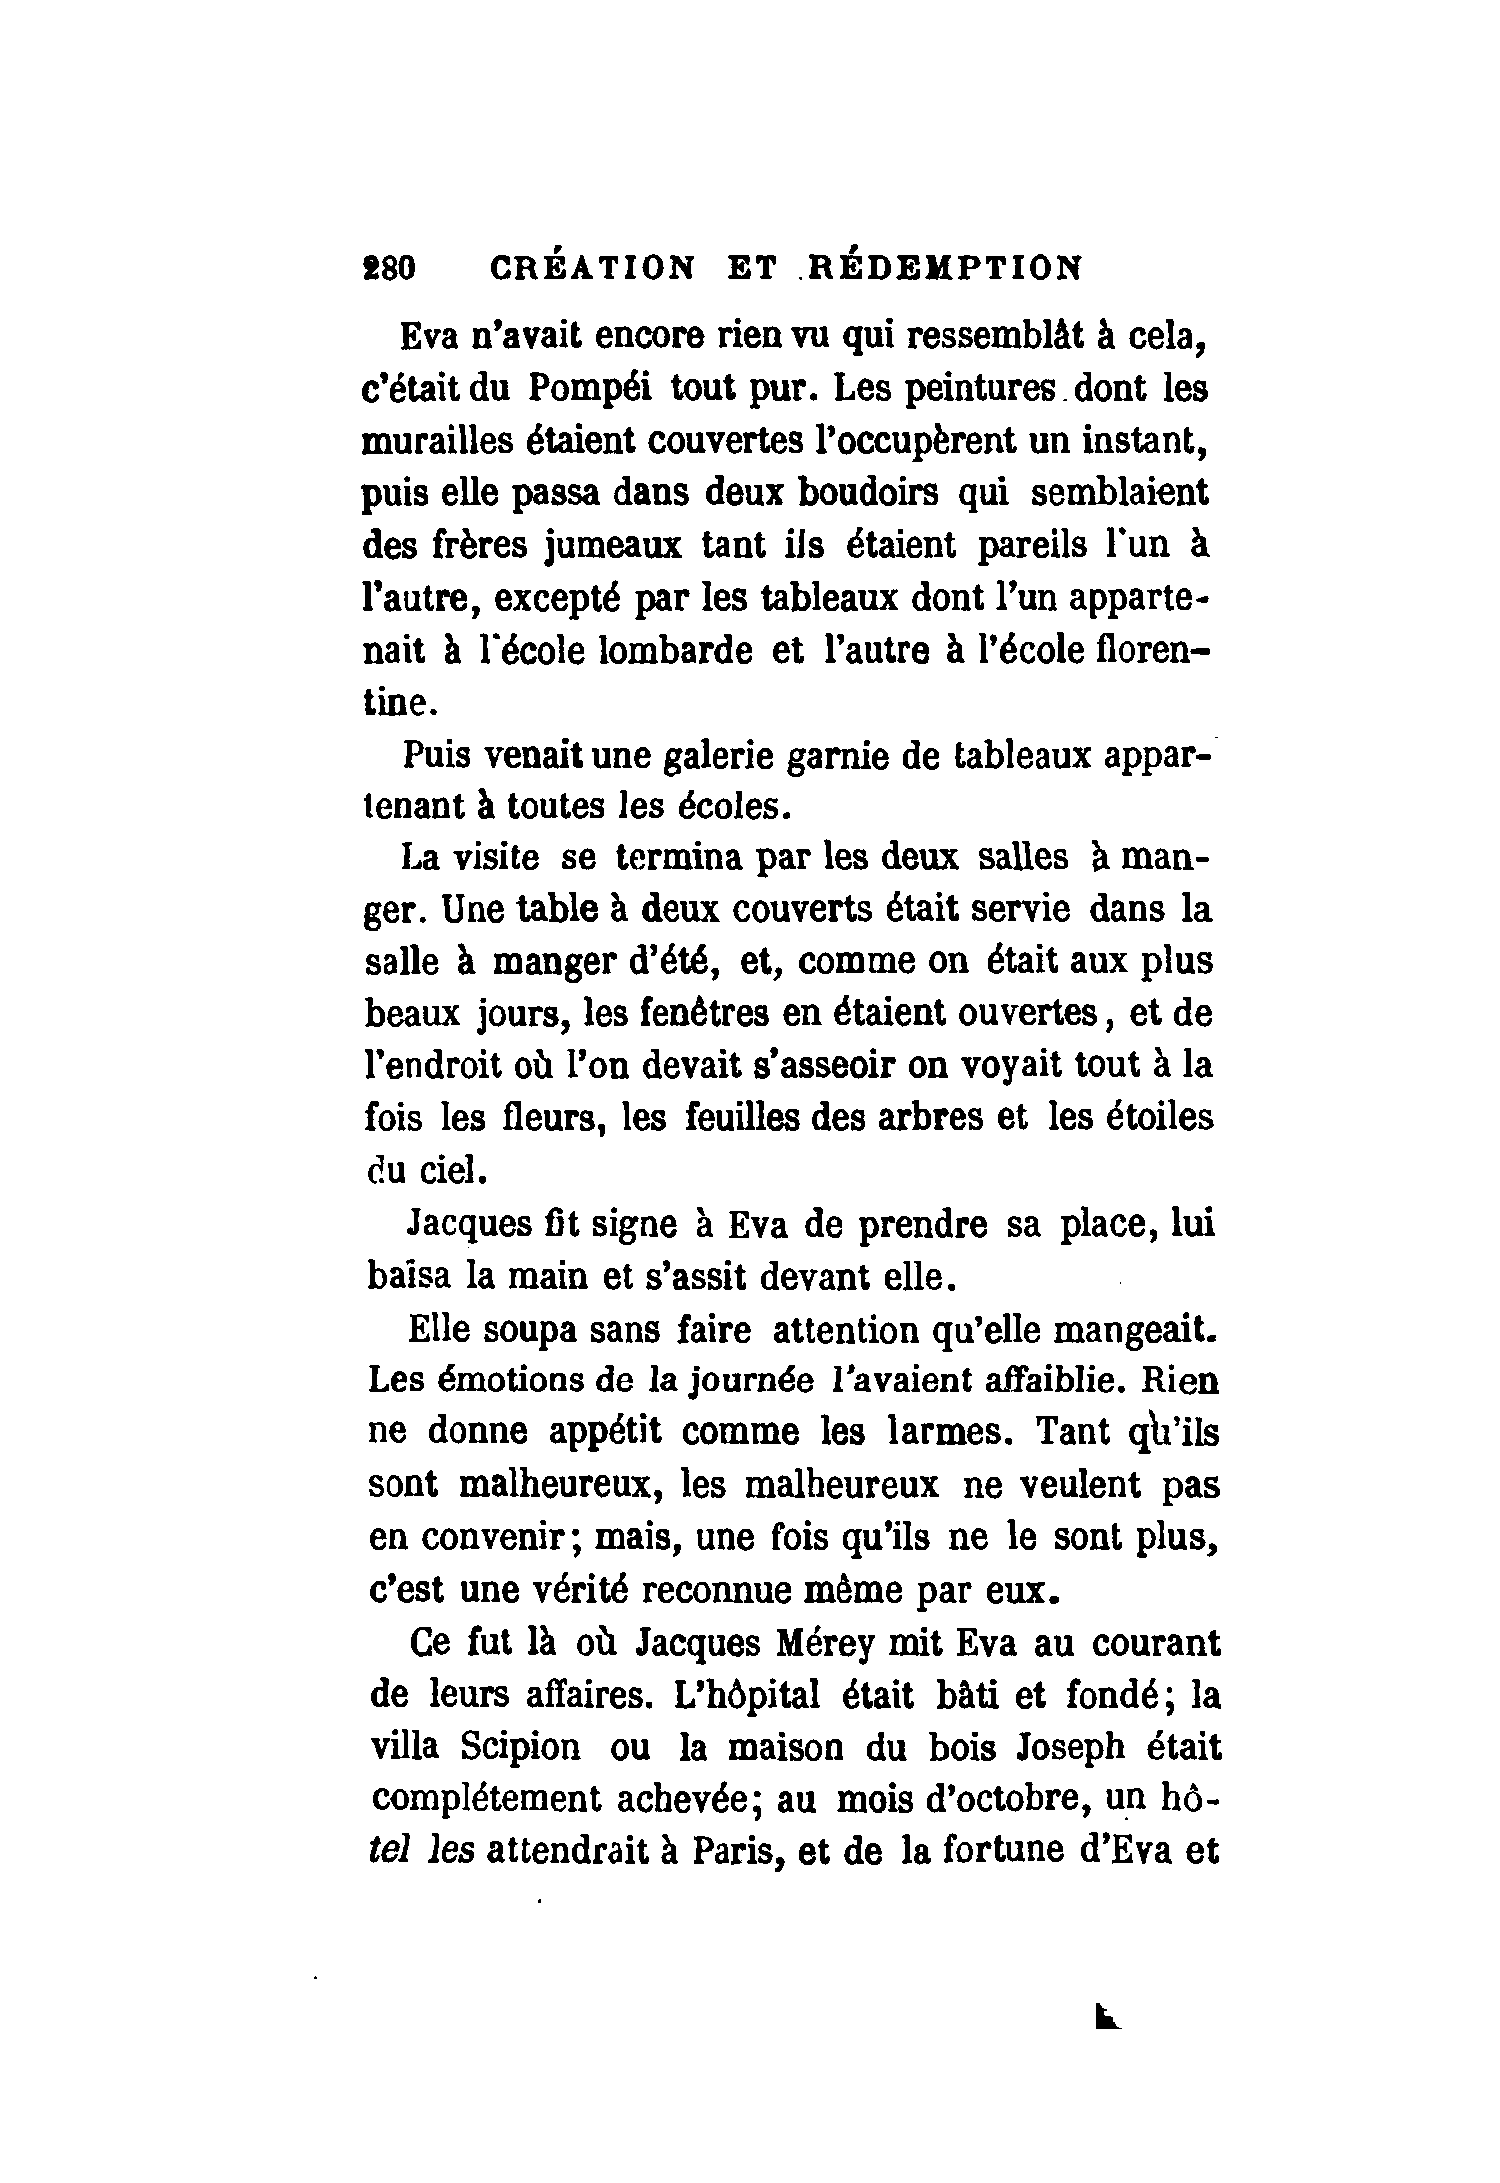 280 CRÉATION ET RÉDEMPTION
Eva n'avait encore rien vu qui ressemblât à cela,
c'était du Pompéi tout pur. Les peintures dont les
murailles étaient couvertes l'occupèrent un instant,
puis elle passa dans deux boudoirs qui semblaient
des frères jumeaux tant ils étaient pareils l'un à
l'autre, excepté par les tableaux dont l'un apparte-
nait à l'école lombarde et l'autre à l'école floren-
tine.
Puis venait une galerie garnie de tableaux appar-
tenant à toutes les écoles.
La visite se termina par les deux salles à man-
ger. Une table à deux couverts était servie dans la
salle à manger d'été, et, comme on était aux plus
beaux jours, les fenêtres en étaient ouvertes, et de
l'endroit où l'on devait s'asseoir on voyait tout à la
fois les fleurs, les feuilles des arbres et les étoiles
du ciel.
Jacques fit signe à Eva de prendre sa place, lui
baisa la main et s'assit devant elle.
Elle soupa sans faire attention qu'elle mangeait.
Les émotions de la journée l'avaient affaiblie. Rien
ne donne appétit comme les larmes. Tant qu'ils
sont malheureux, les malheureux ne veulent pas
en convenir; mais, une fois qu'ils ne le sont plus,
c'est une vérité reconnue même par eux.
Ce fut là où Jacques Mérey mit Eva au courant
de leurs affaires. L'hôpital était bâti et fondé; la
villa Scipion ou la maison du bois Joseph était
complétement achevée; au mois d'octobre, un hô-
tel les attendrait à Paris, et de la fortune d'Eva et